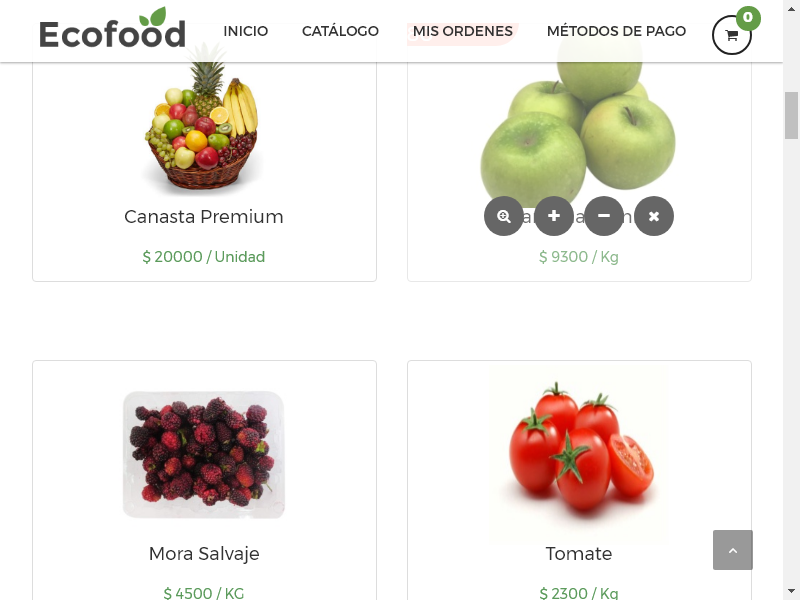 Ecofood
INICIO
CATÁLOGO
MIS ORDENES
MÉTODOS DE PAGO
0
Canasta Premium
$ 20000 / Unidad
$ 9300 / Kg
Mora Salvaje
Tomate
$ 4500 / KG
$ 2300 / Kg